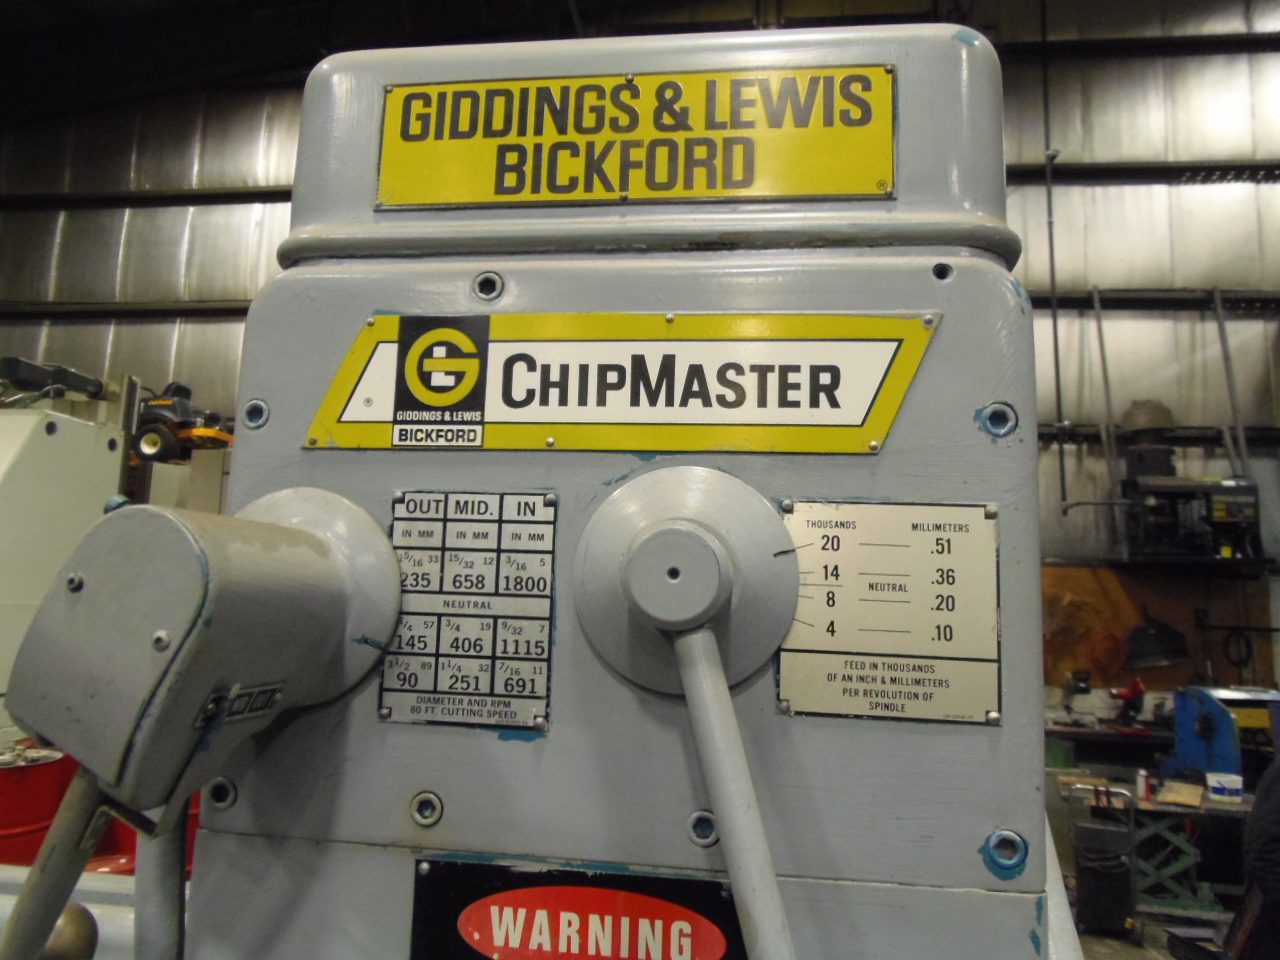 GIDDINGS & LEWIS
BICKFORD
®
CHIPMASTER
®
GIDDINGS & LEWIS
BICKFORD
OUT MID. IN
IN MM IN MM IN MM
5/16 33 15/32 12 3/16 5
235 658 1800
NEUTRAL
1/4 57 3/4 19 9/32 7
145 406 1115
3 1/2 89 1 1/4 32 7/16 11
90 251 691
DIAMETER AND RPM
80 FT. CUTTING SPEED
THOUSANDS MILLIMETERS
20 .51
14 .36
NEUTRAL
8 .20
4 .10
FEED IN THOUSANDS
OF AN INCH & MILLIMETERS
PER REVOLUTION OF
SPINDLE
WARNING